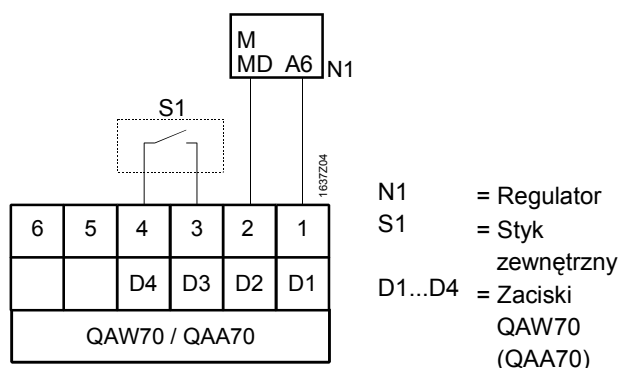 M
MD A6 N1
S1
1637Z04
6 5 4 3 2 1
D4 D3 D2 D1
QAW70 / QAA70
N1 = Regulator
S1 = Styk
zewnętrzny
D1...D4 = Zaciski
QAW70
(QAA70)